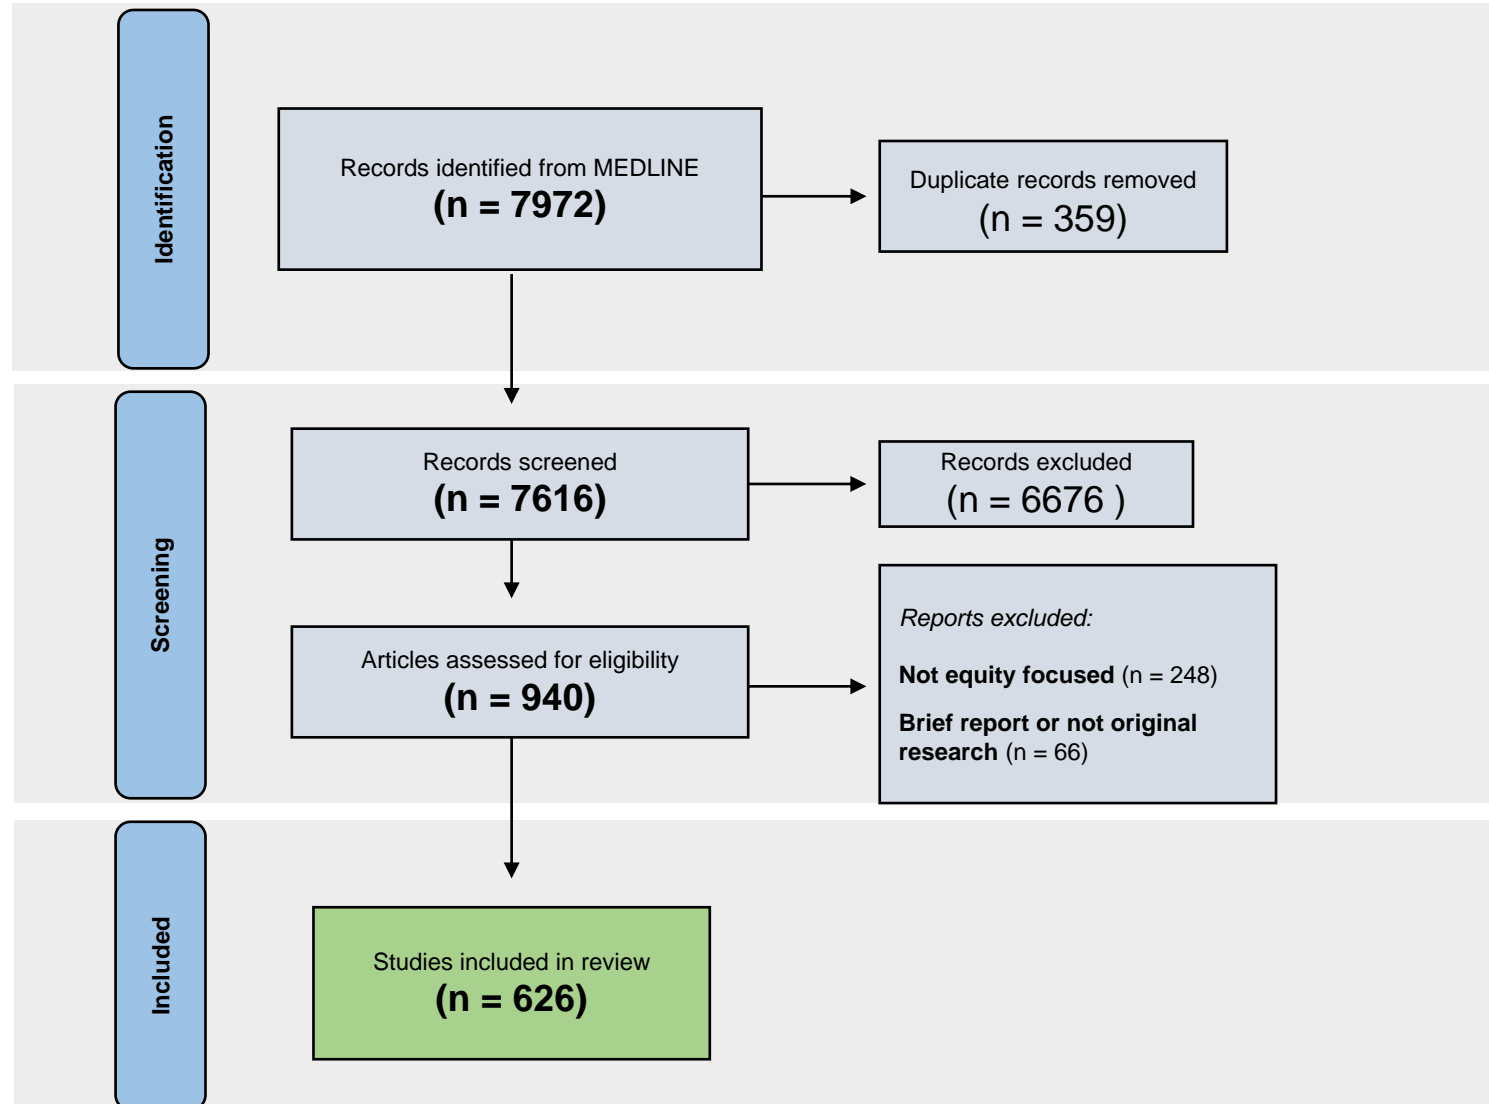 Identification
Records identified from MEDLINE
(n = 7972)
Duplicate records removed
(n = 359)
Screening
Records screened
(n = 7616)
Records excluded
(n = 6676 )
Articles assessed for eligibility
(n = 940)
Reports excluded:
Not equity focused (n = 248)
Brief report or not original
research (n = 66)
Included
Studies included in review
(n = 626)